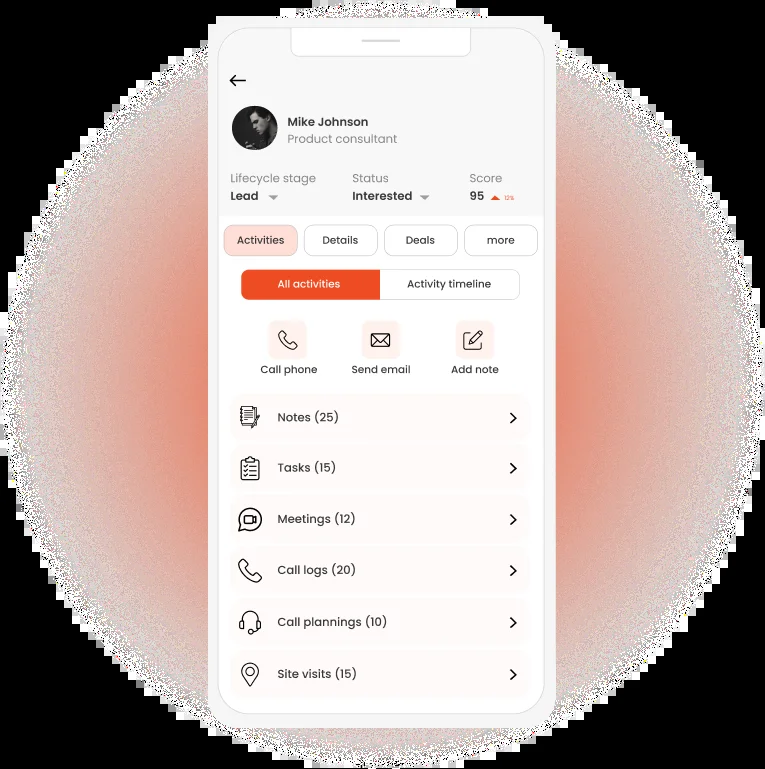 Mike Johnson
Product consultant
Lifecycle stage Status Score
Lead Interested 95 12%
Activities Details Deals more
All activities Activity timeline
Call phone Send email Add note
Notes (25)
Tasks (15)
Meetings (12)
Call logs (20)
Call plannings (10)
Site visits (15)